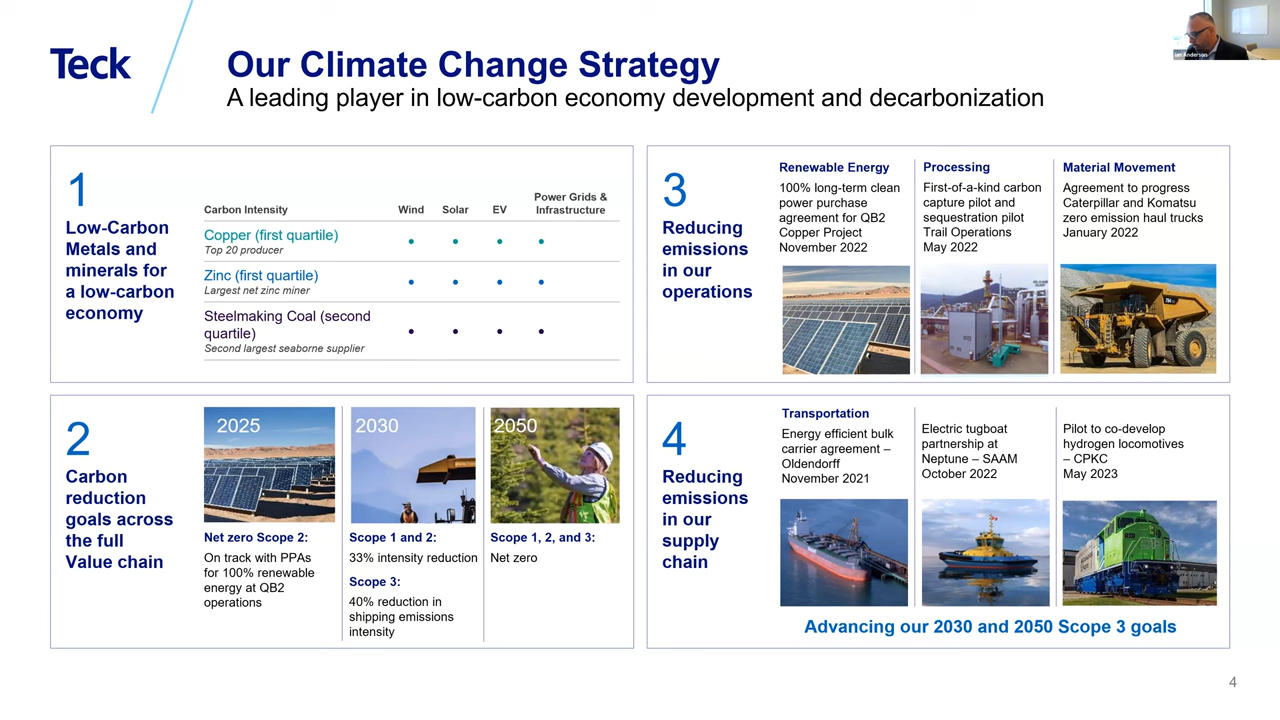 Teck
Our Climate Change Strategy
A leading player in low-carbon economy development and decarbonization
Ian Anderson
1
Low-Carbon
Metals and
minerals for
a low-carbon
economy
Carbon Intensity Wind Solar EV Power Grids &
Infrastructure
Copper (first quartile)
Top 20 producer
Zinc (first quartile)
Largest net zinc miner
Steelmaking Coal (second
quartile)
Second largest seaborne supplier
2
Carbon
reduction
goals across
the full
Value chain
2025
Net zero Scope 2:
On track with PPAs
for 100% renewable
energy at QB2
operations
2030
Scope 1 and 2:
33% intensity reduction
Scope 3:
40% reduction in
shipping emissions
intensity
2050
Scope 1, 2, and 3:
Net zero
3
Reducing
emissions
in our
operations
Renewable Energy
100% long-term clean
power purchase
agreement for QB2
Copper Project
November 2022
Processing
First-of-a-kind carbon
capture pilot and
sequestration pilot
Trail Operations
May 2022
Material Movement
Agreement to progress
Caterpillar and Komatsu
zero emission haul trucks
January 2022
4
Reducing
emissions
in our
supply
chain
Transportation
Energy efficient bulk
carrier agreement –
Oldendorff
November 2021
Electric tugboat
partnership at
Neptune – SAAM
October 2022
Pilot to co-develop
hydrogen locomotives
– CPKC
May 2023
Advancing our 2030 and 2050 Scope 3 goals
4